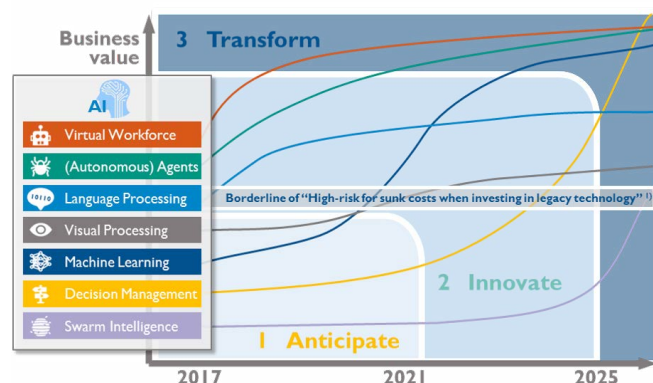 Business
value
3 Transform
AI
Virtual Workforce
(Autonomous) Agents
10110
Language Processing
Borderline of “High-risk for sunk costs when investing in legacy technology” 1)
Visual Processing
Machine Learning
Decision Management
2 Innovate
Swarm Intelligence
1 Anticipate
2017
2021
2025